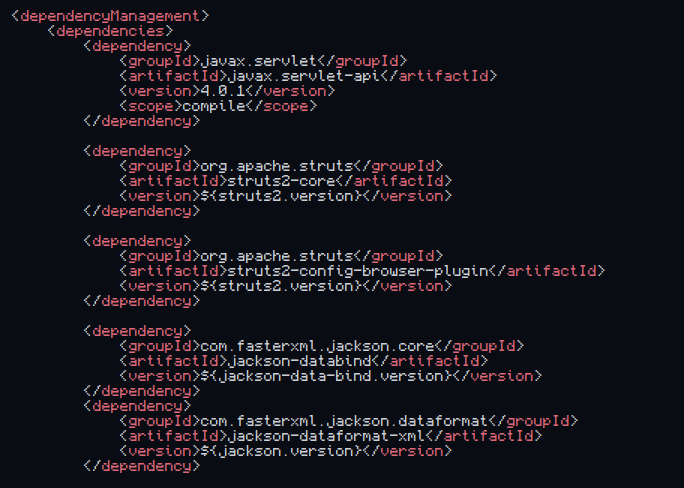 <dependencyManagement>
<dependencies>
<dependency>
<groupId>javax.servlet</groupId>
<artifactId>javax.servlet-api</artifactId>
<version>4.0.1</version>
<scope>compile</scope>
</dependency>
<dependency>
<groupId>org.apache.struts</groupId>
<artifactId>struts2-core</artifactId>
<version>${struts2.version}</version>
</dependency>
<dependency>
<groupId>org.apache.struts</groupId>
<artifactId>struts2-config-browser-plugin</artifactId>
<version>${struts2.version}</version>
</dependency>
<dependency>
<groupId>com.fasterxml.jackson.core</groupId>
<artifactId>jackson-databind</artifactId>
<version>${jackson-data-bind.version}</version>
</dependency>
<dependency>
<groupId>com.fasterxml.jackson.dataformat</groupId>
<artifactId>jackson-dataformat-xml</artifactId>
<version>${jackson.version}</version>
</dependency>